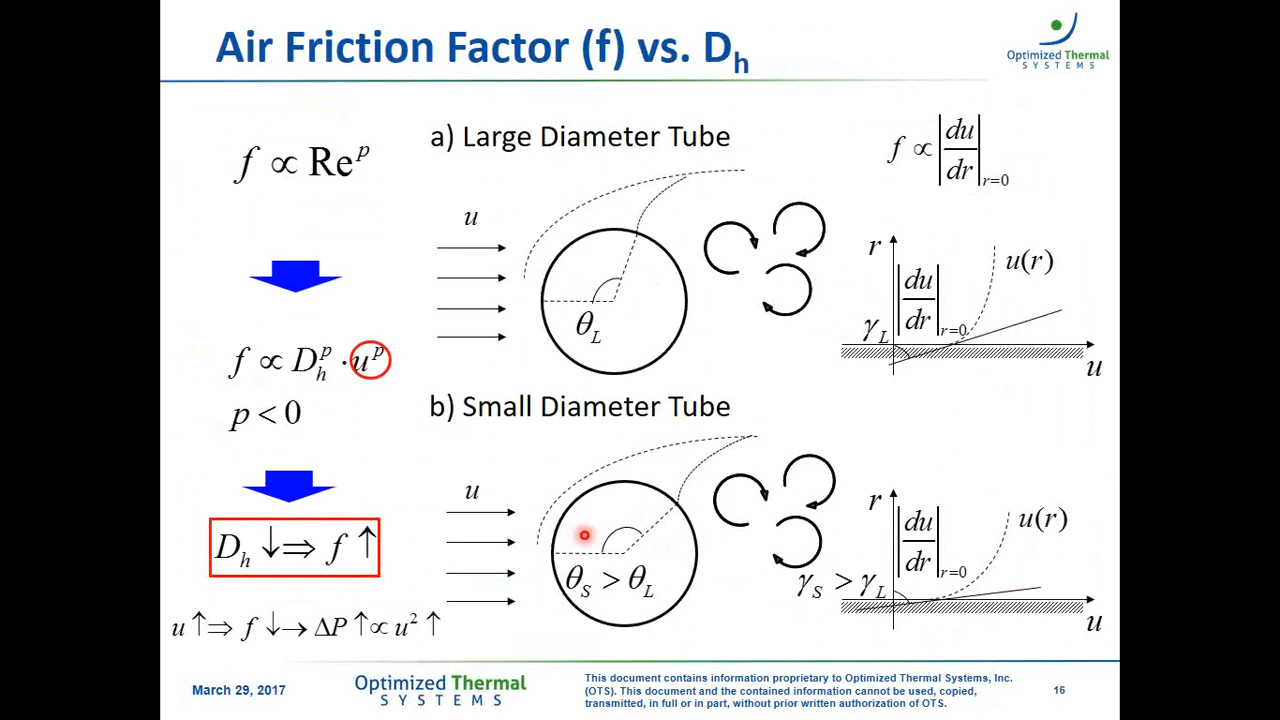 Air Friction Factor (f) vs. D_h
Optimized Thermal
SYSTEMS
f ∝ Re^p
f ∝ D_h^p · u^p
p < 0
D_h ↓ ⇒ f ↑
u ↑ ⇒ f ↓ → ΔP ↑ ∝ u² ↑
a) Large Diameter Tube
u
θ_L
f ∝ |du/dr|_{r=0}
r
|du/dr|_{r=0}
u(r)
γ_L
u
b) Small Diameter Tube
u
θ_S > θ_L
r
|du/dr|_{r=0}
u(r)
γ_S > γ_L
u
March 29, 2017
Optimized Thermal
SYSTEMS
This document contains information proprietary to Optimized Thermal Systems, Inc.
(OTS). This document and the contained information cannot be used, copied,
transmitted, in full or in part, without prior written authorization of OTS.
16